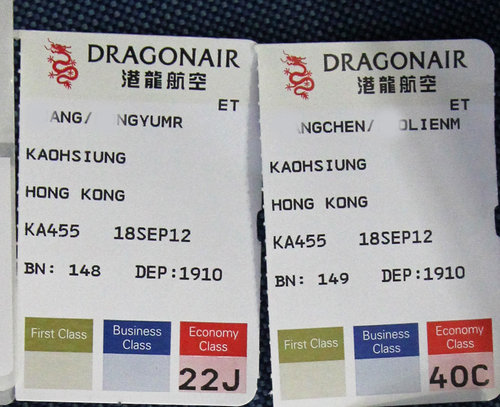 DRAGONAIR
港龍航空
ET
ANG/ NGYUMR
KAOHSIUNG
HONG KONG
KA455 18SEP12
BN: 148 DEP:1910
First Class
Business Class
Economy Class
22J
DRAGONAIR
港龍航空
ET
NGCHEN/ OLIENM
KAOHSIUNG
HONG KONG
KA455 18SEP12
BN: 149 DEP:1910
First Class
Business Class
Economy Class
40C